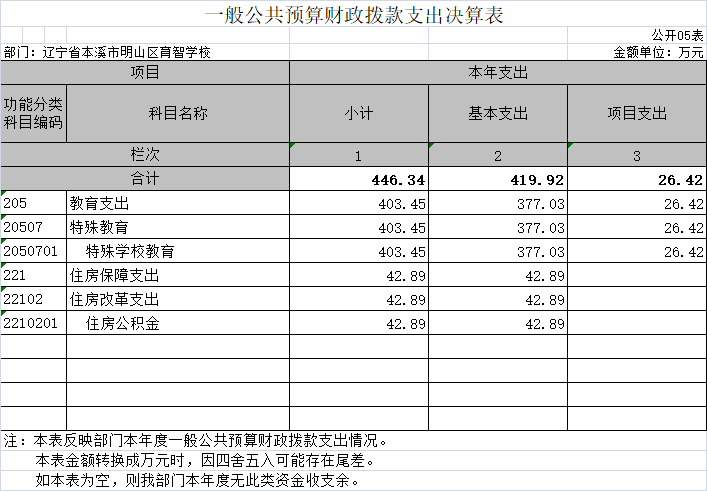 一般公共预算财政拨款支出决算表
公开05表
部门：辽宁省本溪市明山区育智学校 金额单位：万元
项目 本年支出
功能分类科目编码 科目名称 小计 基本支出 项目支出
栏次 1 2 3
合计 446.34 419.92 26.42
205 教育支出 403.45 377.03 26.42
20507 特殊教育 403.45 377.03 26.42
2050701 特殊学校教育 403.45 377.03 26.42
221 住房保障支出 42.89 42.89
22102 住房改革支出 42.89 42.89
2210201 住房公积金 42.89 42.89
注：本表反映部门本年度一般公共预算财政拨款支出情况。
本表金额转换成万元时，因四舍五入可能存在尾差。
如本表为空，则我部门本年度无此类资金收支余。